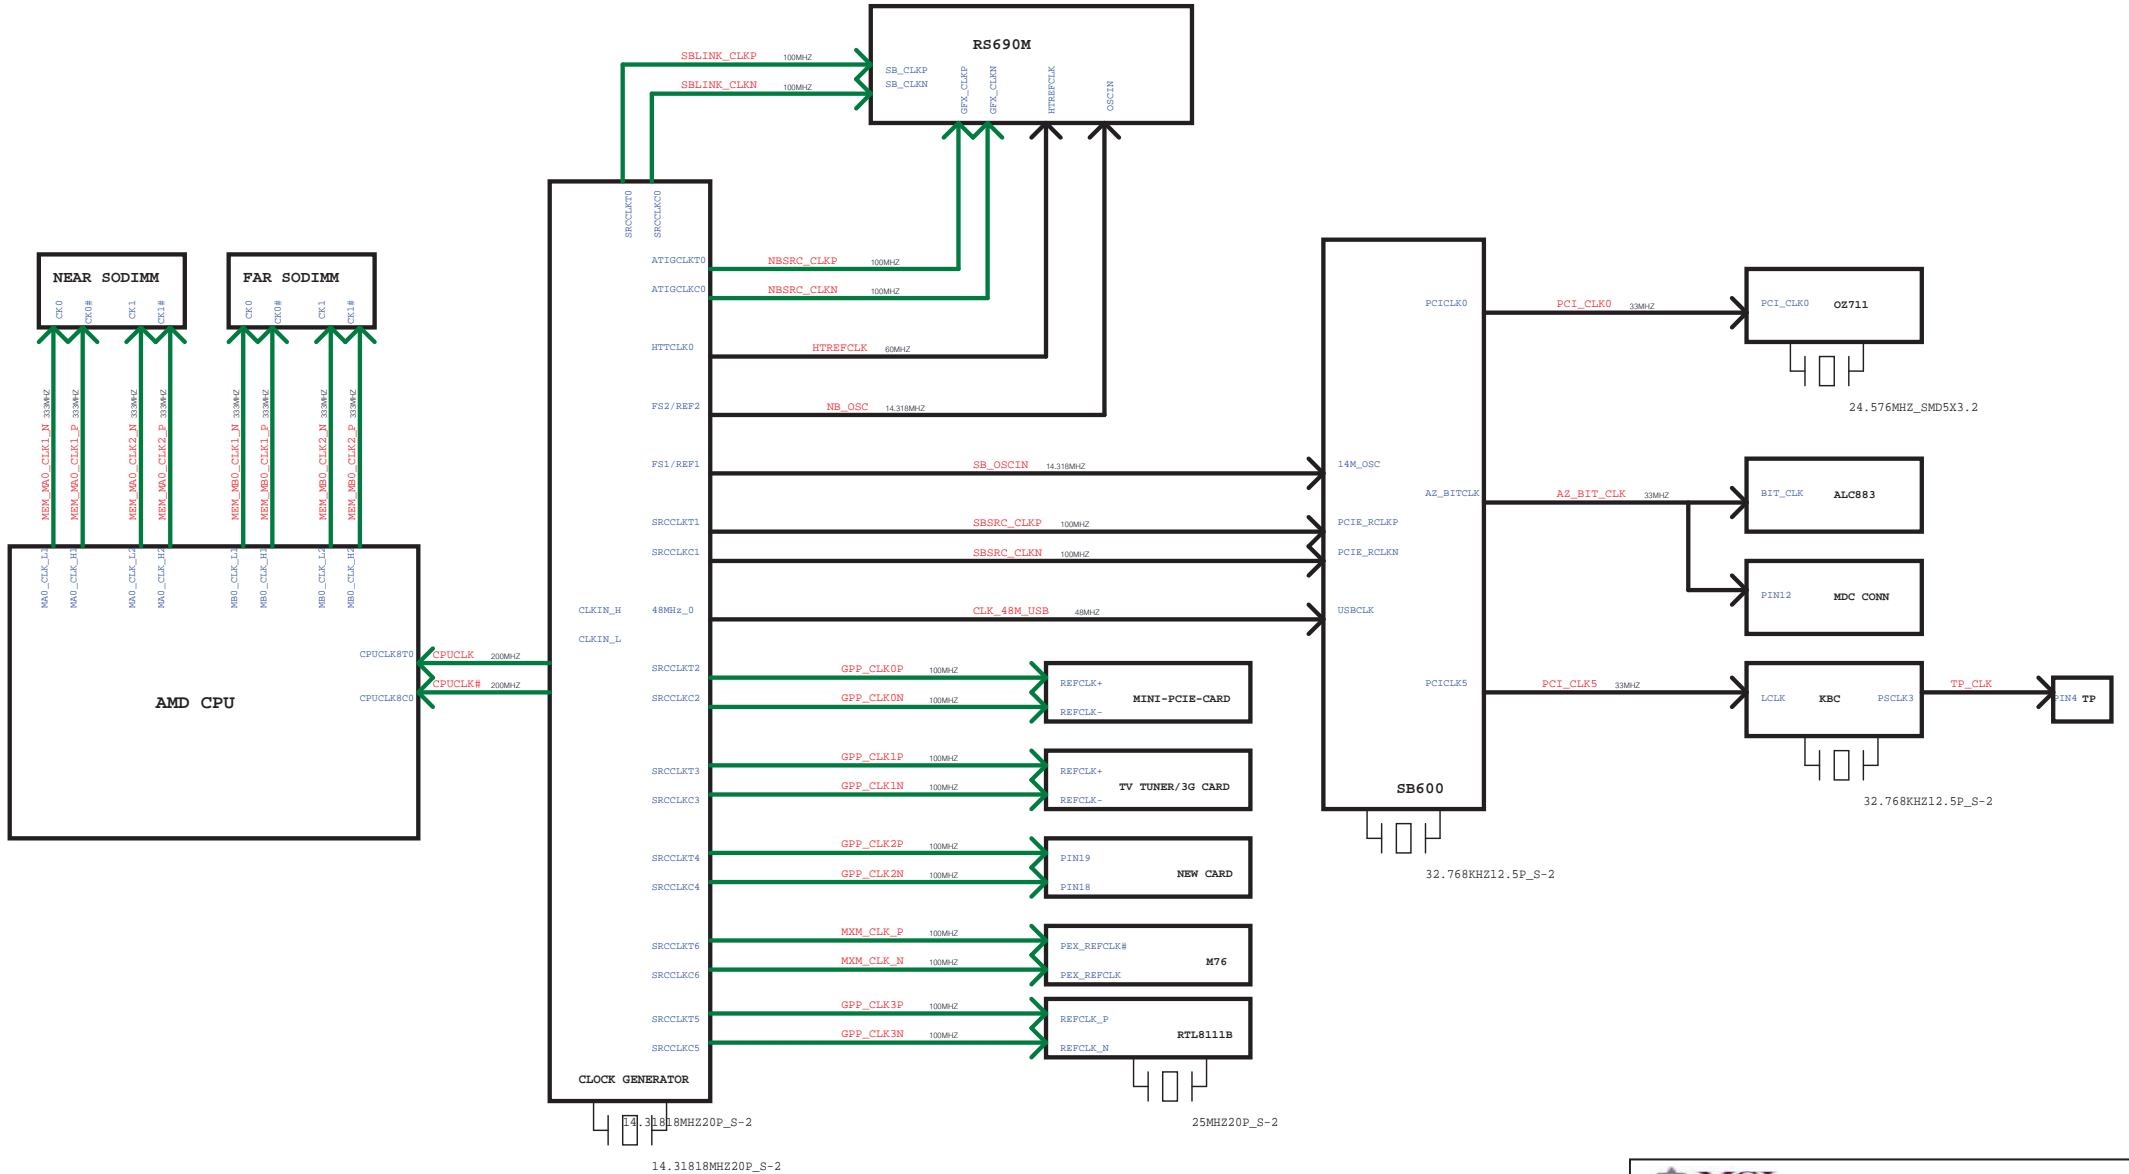 RS690M
SBLINK_CLKP 100MHZ
SBLINK_CLKN 100MHZ
SB_CLKP
SB_CLKN
GFX_CLKP
GFX_CLKN
HTREFCLK
OSCIN
SRCCLKT0
SRCCLKC0
ATIGCLKT0
NBSRC_CLKP 100MHZ
ATIGCLKC0
NBSRC_CLKN 100MHZ
HTTCLK0
HTREFCLK 60MHZ
FS2/REF2
NB_OSC 14.318MHZ
FS1/REF1
SB_OSCIN 14.318MHZ
SRCCLKT1
SBSRC_CLKP 100MHZ
SRCCLKC1
SBSRC_CLKN 100MHZ
CLKIN_H
48MHz_0
CLK_48M_USB 48MHZ
CLKIN_L
NEAR SODIMM
CK0
CK0#
CK1
CK1#
FAR SODIMM
CK0
CK0#
CK1
CK1#
MEM_MA0_CLK1_N 333MHZ
MEM_MA0_CLK1_P 333MHZ
MEM_MA0_CLK2_N 333MHZ
MEM_MA0_CLK2_P 333MHZ
MEM_MB0_CLK1_N 333MHZ
MEM_MB0_CLK1_P 333MHZ
MEM_MB0_CLK2_N 333MHZ
MEM_MB0_CLK2_P 333MHZ
MA0_CLK_L1
MA0_CLK_H1
MA0_CLK_L2
MA0_CLK_H2
MB0_CLK_L1
MB0_CLK_H1
MB0_CLK_L2
MB0_CLK_H2
CPUCLK8T0
CPUCLK 200MHZ
CPUCLK8C0
CPUCLK# 200MHZ
AMD CPU
SRCCLKT2
GPP_CLK0P 100MHZ
REFCLK+
SRCCLKC2
GPP_CLK0N 100MHZ
REFCLK-
MINI-PCIE-CARD
SRCCLKT3
GPP_CLK1P 100MHZ
REFCLK+
SRCCLKC3
GPP_CLK1N 100MHZ
REFCLK-
TV TUNER/3G CARD
SRCCLKT4
GPP_CLK2P 100MHZ
PIN19
SRCCLKC4
GPP_CLK2N 100MHZ
PIN18
NEW CARD
SRCCLKT6
MXM_CLK_P 100MHZ
PEX_REFCLK#
SRCCLKC6
MXM_CLK_N 100MHZ
PEX_REFCLK
M76
SRCCLKT5
GPP_CLK3P 100MHZ
REFCLK_P
SRCCLKC5
GPP_CLK3N 100MHZ
REFCLK_N
RTL8111B
CLOCK GENERATOR
14.31818MHZ20P_S-2
14.31818MHZ20P_S-2
25MHZ20P_S-2
PCICLK0
14M_OSC
AZ_BITCLK
PCIE_RCLKP
PCIE_RCLKN
USBCLK
PCICLK5
SB600
32.768KHZ12.5P_S-2
PCI_CLK0 33MHZ
PCI_CLK0
OZ711
24.576MHZ_SMD5X3.2
AZ_BIT_CLK 33MHZ
BIT_CLK
ALC883
PIN12
MDC CONN
PCI_CLK5 33MHZ
LCLK
KBC
PSCLK3
TP_CLK
PIN4 TP
32.768KHZ12.5P_S-2